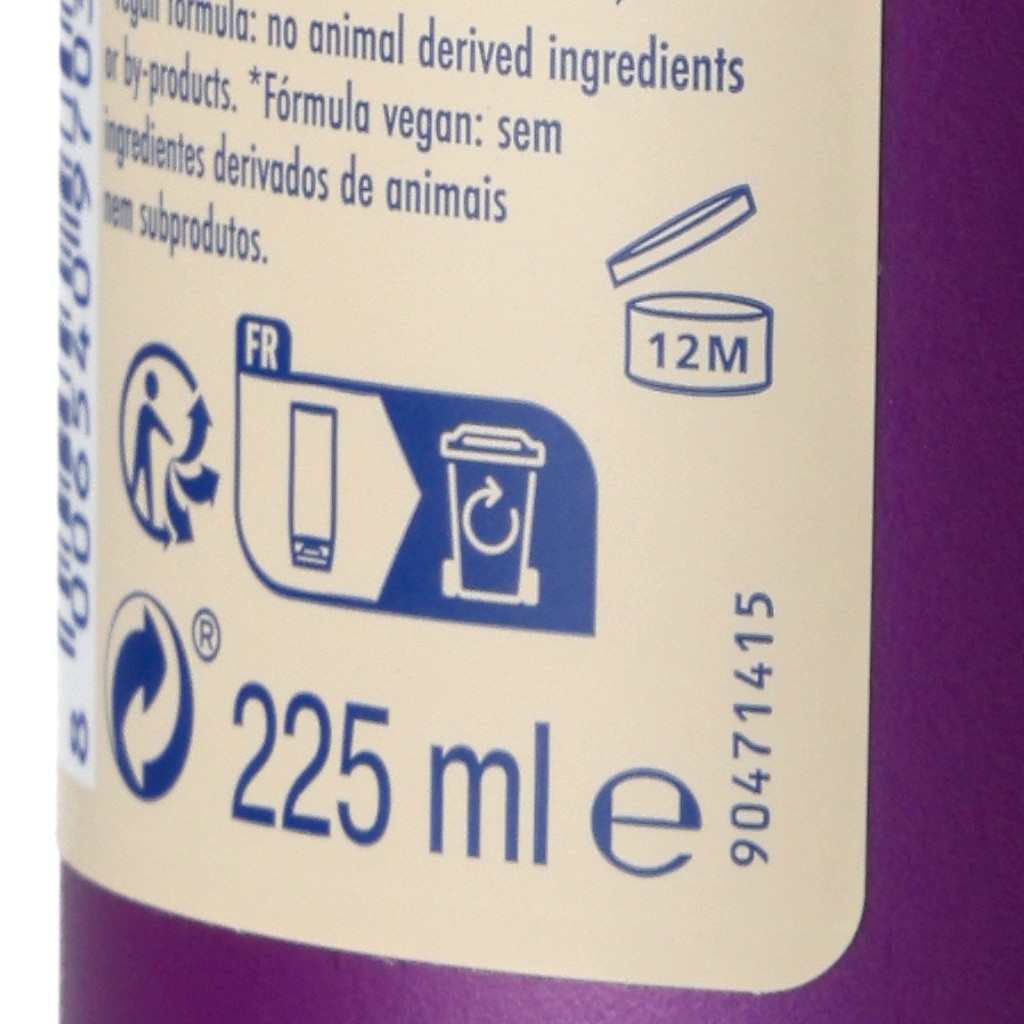 vegan formula: no animal derived ingredients
or by-products. *Fórmula vegan: sem
ingredientes derivados de animais
nem subprodutos.
12M
FR
®
225 ml e
90471415